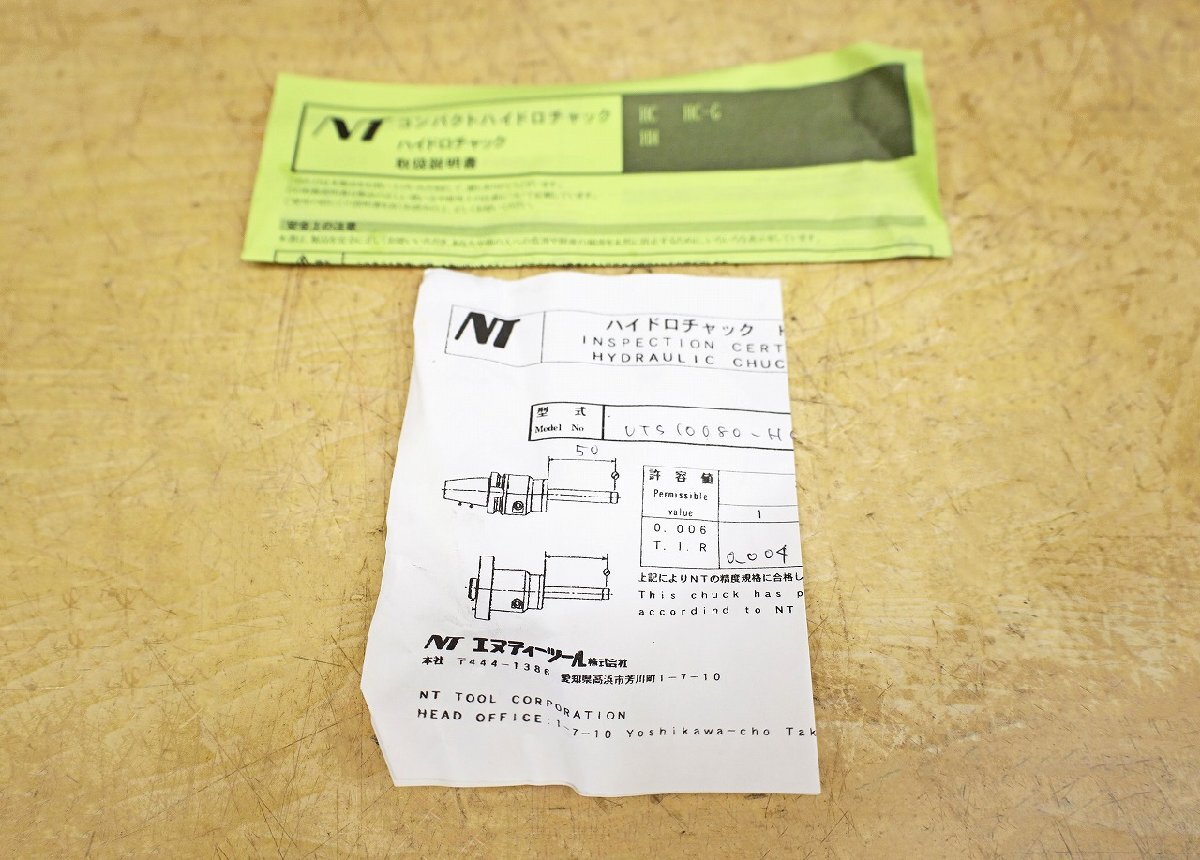 NT コンパクトハイドロチャック
ハイドロチャック
取扱説明書
HC HC-G
HH
安全上の注意
NT
ハイドロチャック
INSPECTION CERT
HYDRAULIC CHUC
型 式
Model No
UTS10080-H
50
許容値
Permissible
value
1
0.006
T.I.R
0.004
上記によりNTの精度規格に合格し
This chuck has p
accordind to NT
NT エヌティーツール株式会社
本社 〒444-1386
愛知県高浜市芳川町1-7-10
NT TOOL CORPORATION
HEAD OFFICE:1-7-10 Yoshikawa-cho Tak